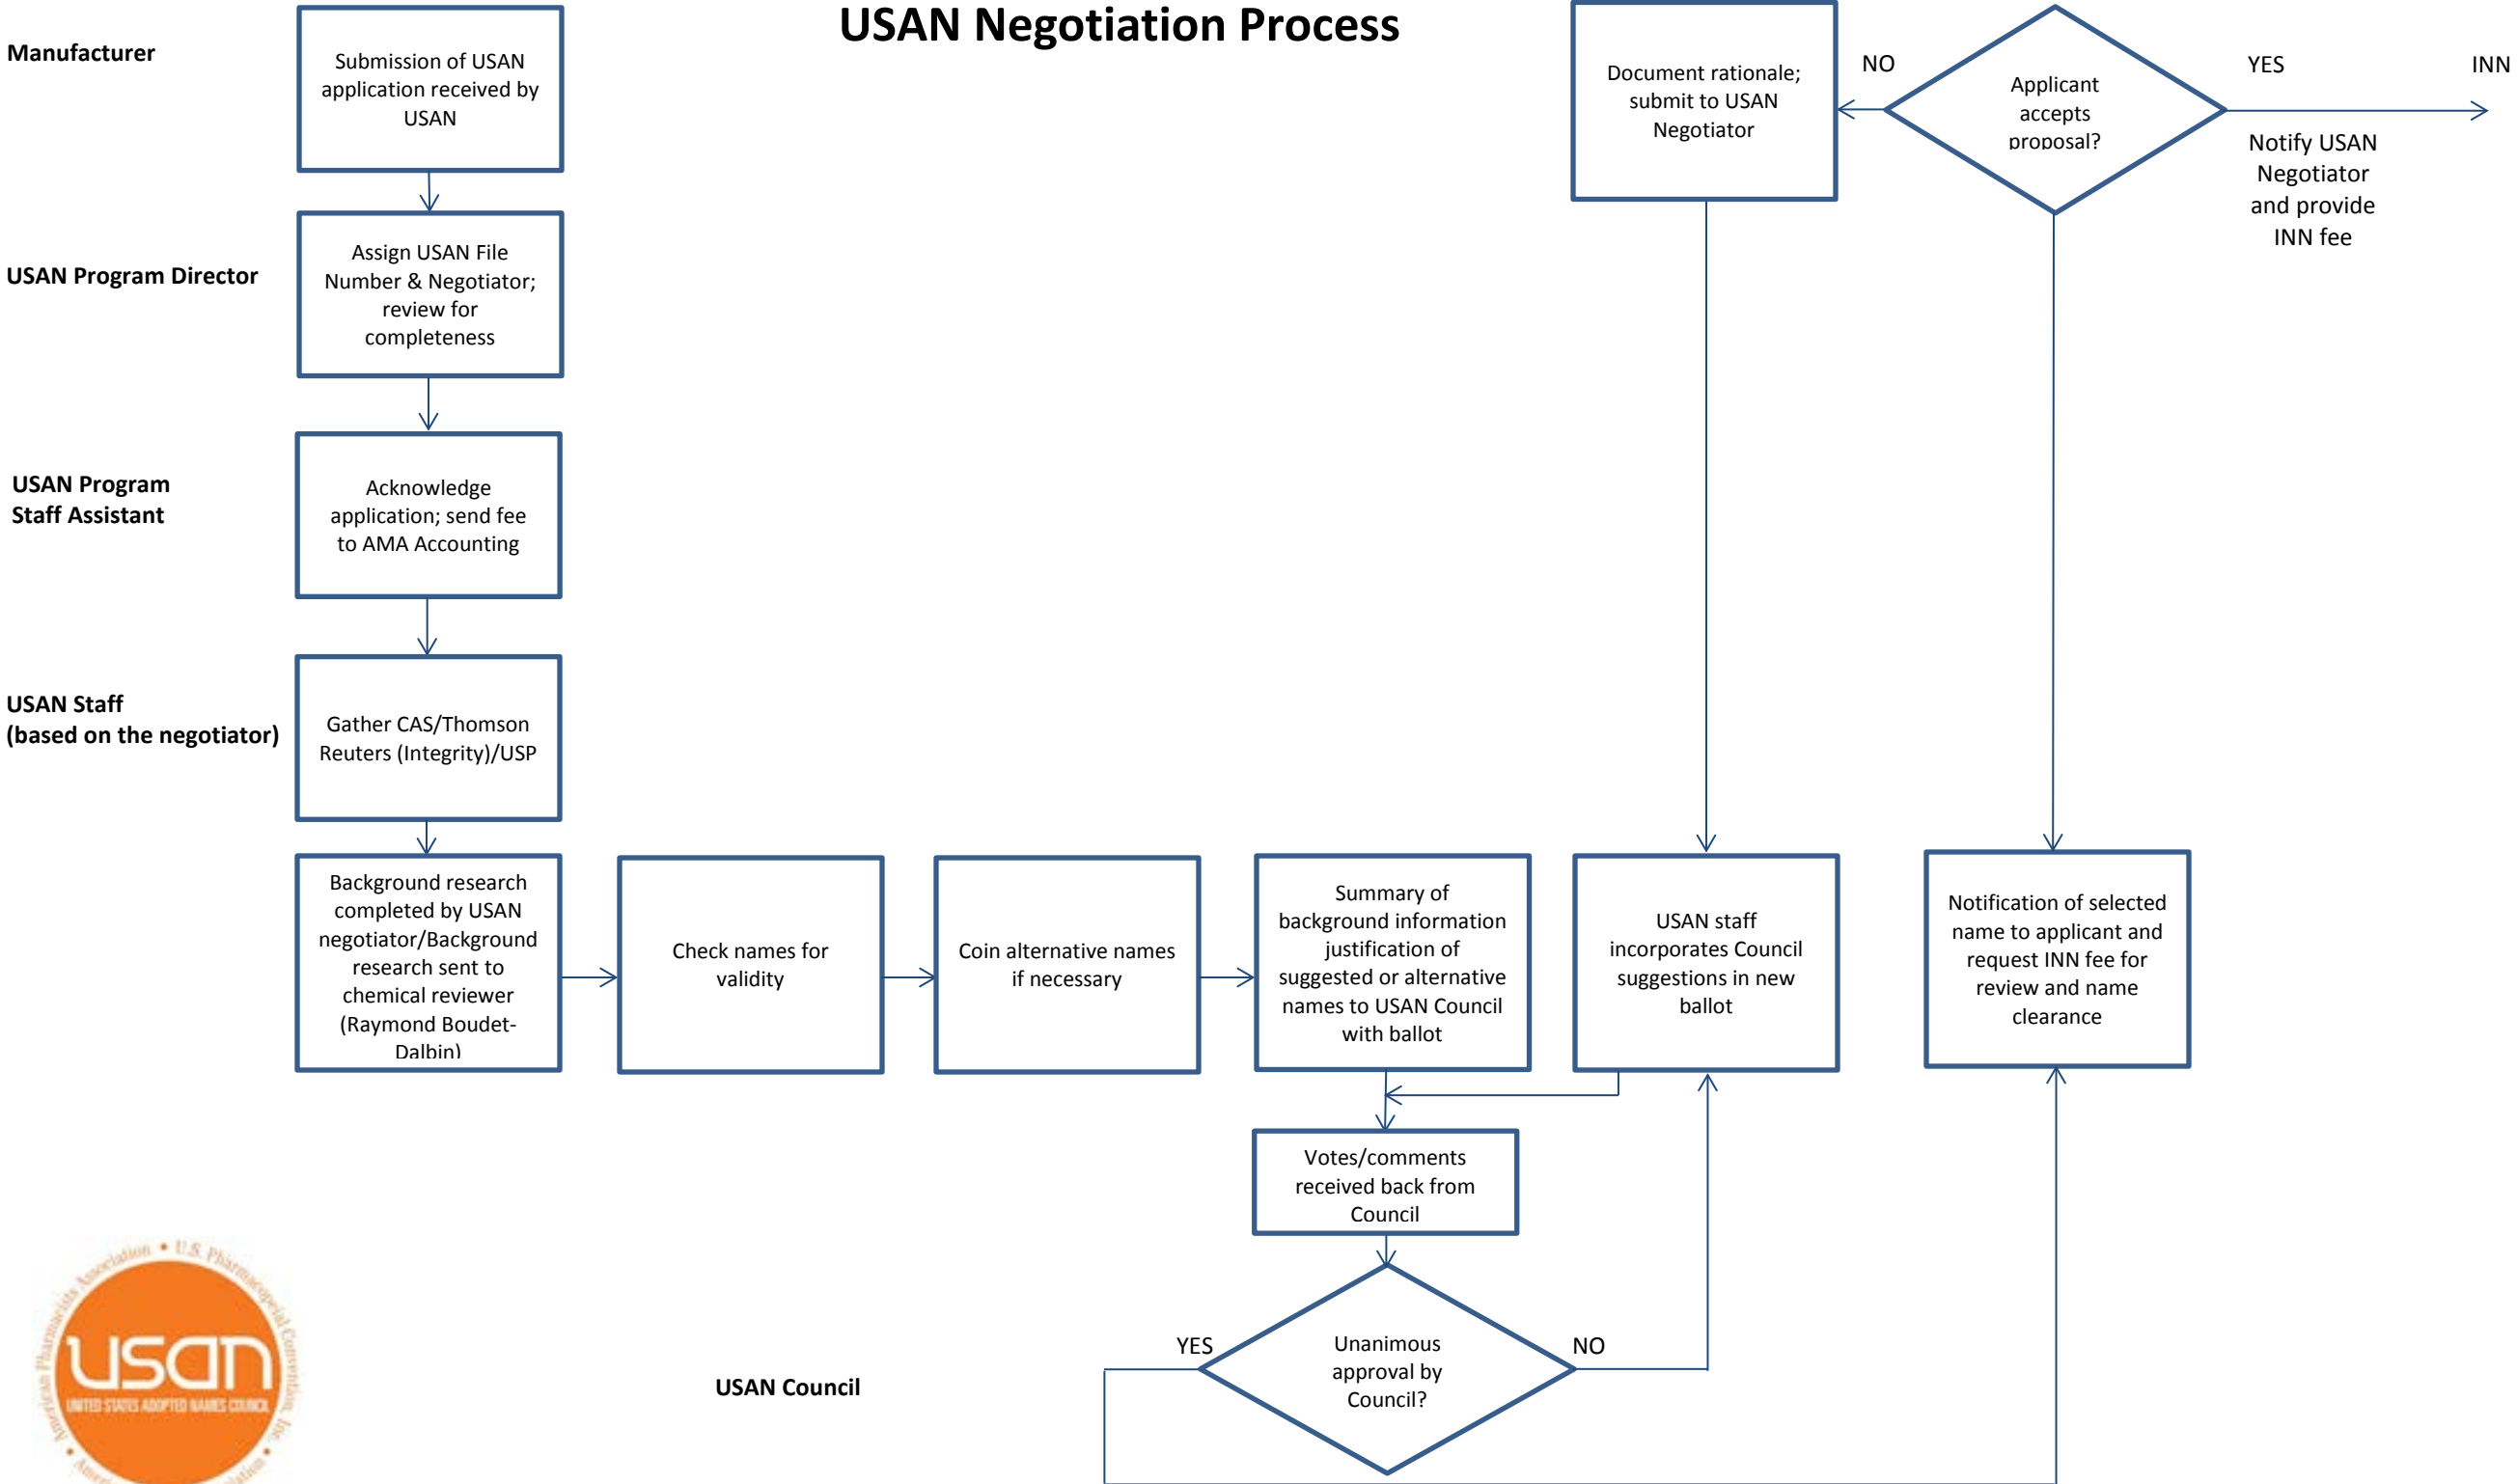 USAN Negotiation Process
Manufacturer
Submission of USAN
application received by
USAN
Document rationale;
submit to USAN
Negotiator
NO
Applicant
accepts
proposal?
YES
INN
Notify USAN
Negotiator
and provide
INN fee
USAN Program Director
Assign USAN File
Number & Negotiator;
review for
completeness
USAN Program
Staff Assistant
Acknowledge
application; send fee
to AMA Accounting
USAN Staff
(based on the negotiator)
Gather CAS/Thomson
Reuters (Integrity)/USP
Background research
completed by USAN
negotiator/Background
research sent to
chemical reviewer
(Raymond Boudet-
Dalbin)
Check names for
validity
Coin alternative names
if necessary
Summary of
background information
justification of
suggested or alternative
names to USAN Council
with ballot
USAN staff
incorporates Council
suggestions in new
ballot
Notification of selected
name to applicant and
request INN fee for
review and name
clearance
Votes/comments
received back from
Council
USAN Council
YES
Unanimous
approval by
Council?
NO
American Pharmacists Association • U.S. Pharmacopeial Convention, Inc. •
USAN
UNITED STATES ADOPTED NAMES COUNCIL